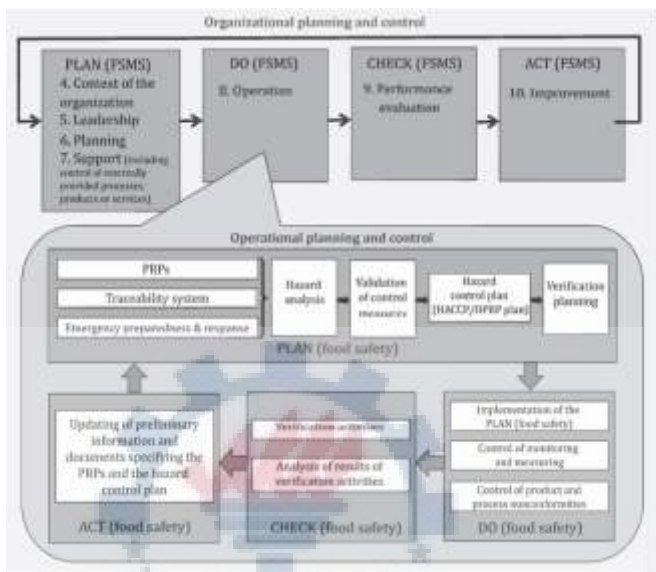 Organizational planning and control
PLAN (FSMS)
4. Context of the
organization
5. Leadership
6. Planning
7. Support (including
control of externally
provided processes,
products or services)
DO (FSMS)
8. Operation
CHECK (FSMS)
9. Performance
evaluation
ACT (FSMS)
10. Improvement
Operational planning and control
PRPs
Traceability system
Emergency preparedness & response
Hazard
analysis
Validation
of control
measures
Hazard
control plan
(HACCP/OPRP plan)
Verification
planning
PLAN (food safety)
Updating of preliminary
information and
documents specifying the
PRPs and the hazard
control plan
ACT (food safety)
Verification activities
Analysis of results of
verification activities
CHECK (food safety)
Implementation of the
PLAN (food safety)
Control of monitoring
and measuring
Control of product and
process nonconformities
DO (food safety)